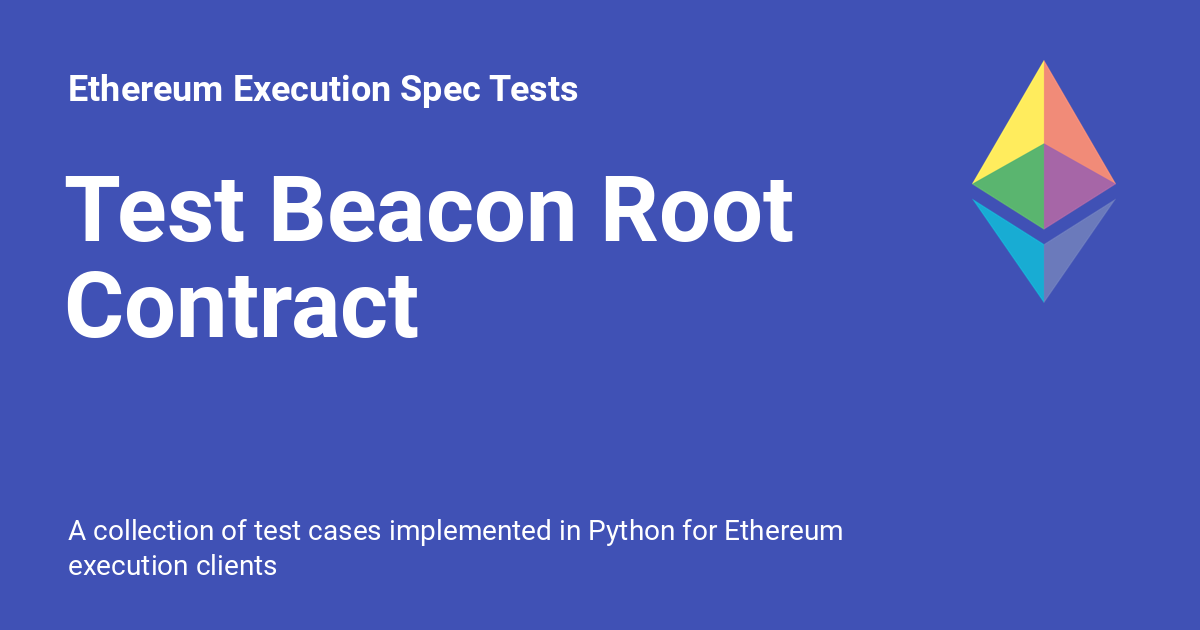 Ethereum Execution Spec Tests
Test Beacon Root
Contract
A collection of test cases implemented in Python for Ethereum
execution clients